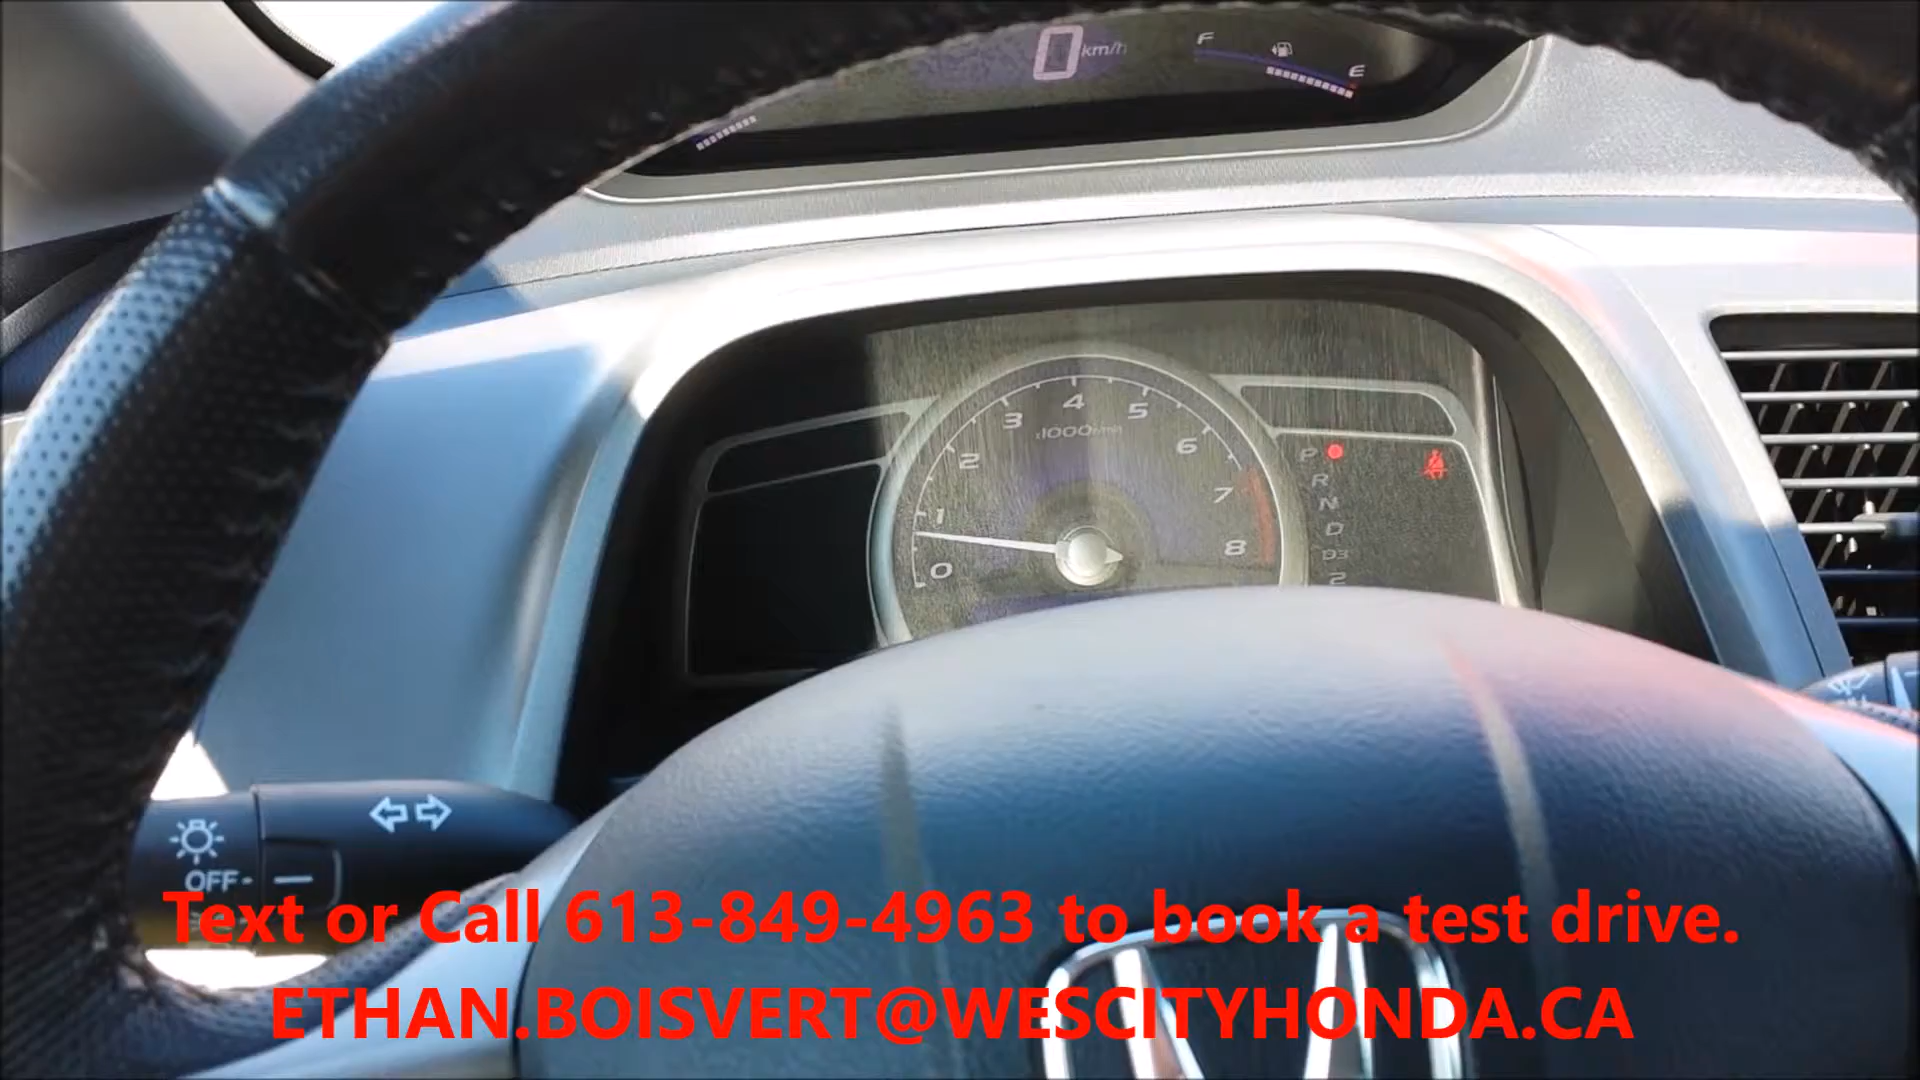 0 km/h F E
4
3 5
x1000r/min
2 6
P
R
7
1 N
D
8 D3
0 2
OFF
Text or Call 613-849-4963 to book a test drive.
ETHAN.BOISVERT@WESCITYHONDA.CA